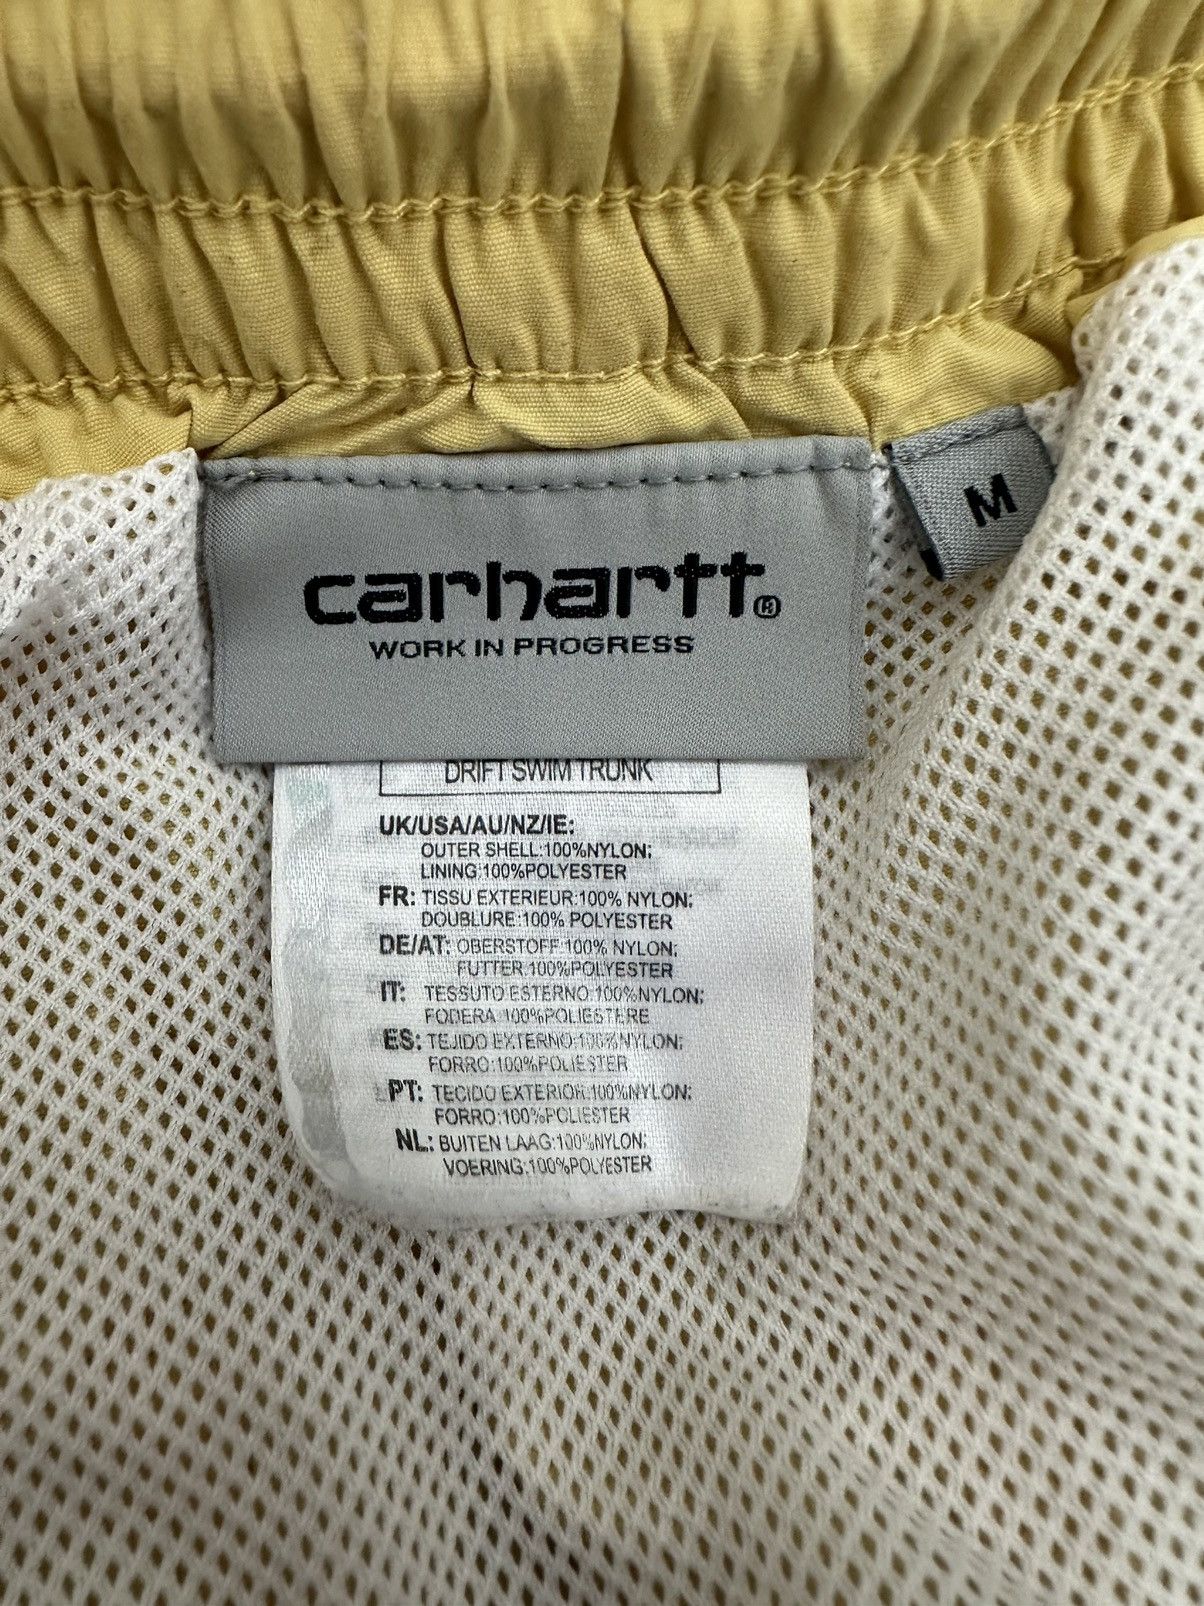 carhartt®
WORK IN PROGRESS
M
DRIFT SWIM TRUNK
UK/USA/AU/NZ/IE:
OUTER SHELL:100%NYLON;
LINING:100%POLYESTER
FR: TISSU EXTERIEUR:100% NYLON;
DOUBLURE:100% POLYESTER
DE/AT: OBERSTOFF:100% NYLON;
FUTTER:100%POLYESTER
IT: TESSUTO ESTERNO:100%NYLON;
FODERA:100%POLIESTERE
ES: TEJIDO EXTERNO:100%NYLON;
FORRO:100%POLIESTER
PT: TECIDO EXTERIOR:100%NYLON;
FORRO:100%POLIESTER
NL: BUITEN LAAG:100%NYLON;
VOERING:100%POLYESTER